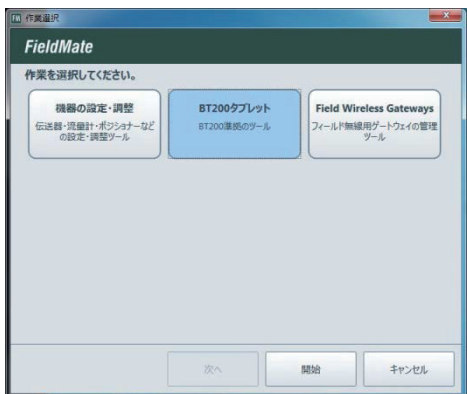 FM 作業選択
FieldMate
作業を選択してください。
機器の設定・調整
伝送器・流量計・ポジショナーなど
の設定・調整ツール
BT200タブレット
BT200準拠のツール
Field Wireless Gateways
フィールド無線用ゲートウェイの管理
ツール
次へ
開始
キャンセル